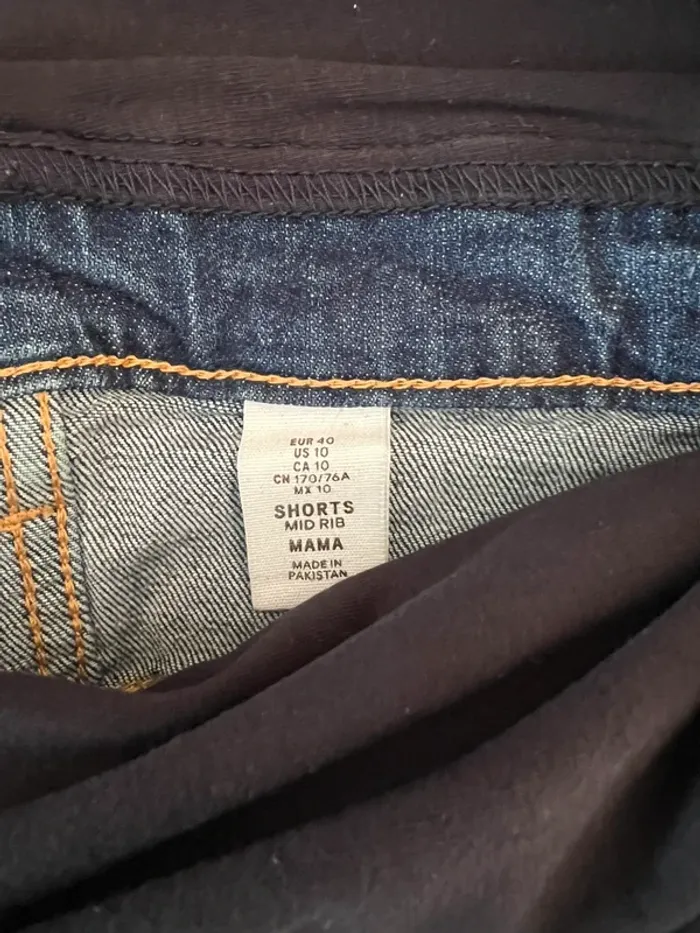 EUR 40
US 10
CA 10
CN 170/76A
MX 10
SHORTS
MID RIB
MAMA
MADE IN
PAKISTAN